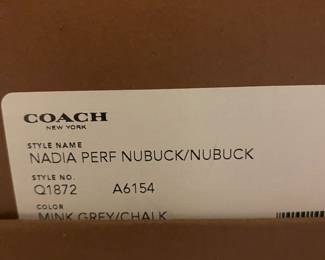 COACH
NEW YORK
STYLE NAME
NADIA PERF NUBUCK/NUBUCK
STYLE NO.
Q1872 A6154
COLOR
MINK GREY/CHALK